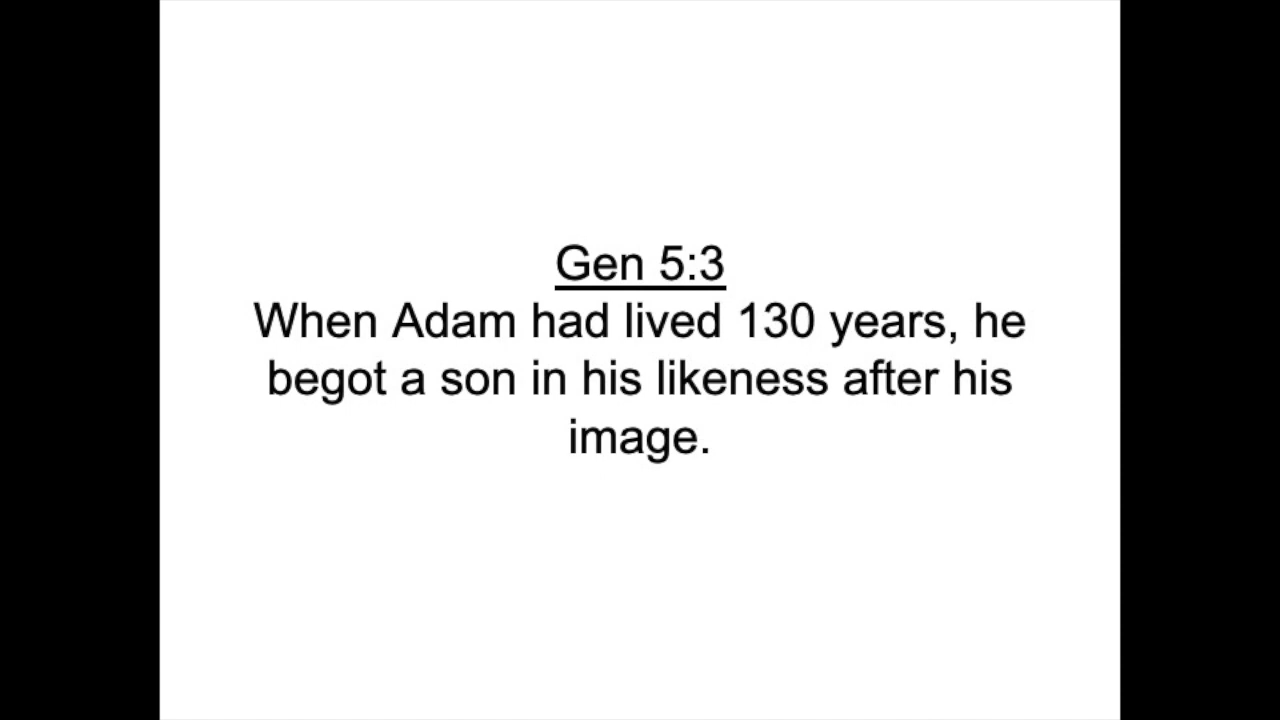 Gen 5:3
When Adam had lived 130 years, he
begot a son in his likeness after his
image.